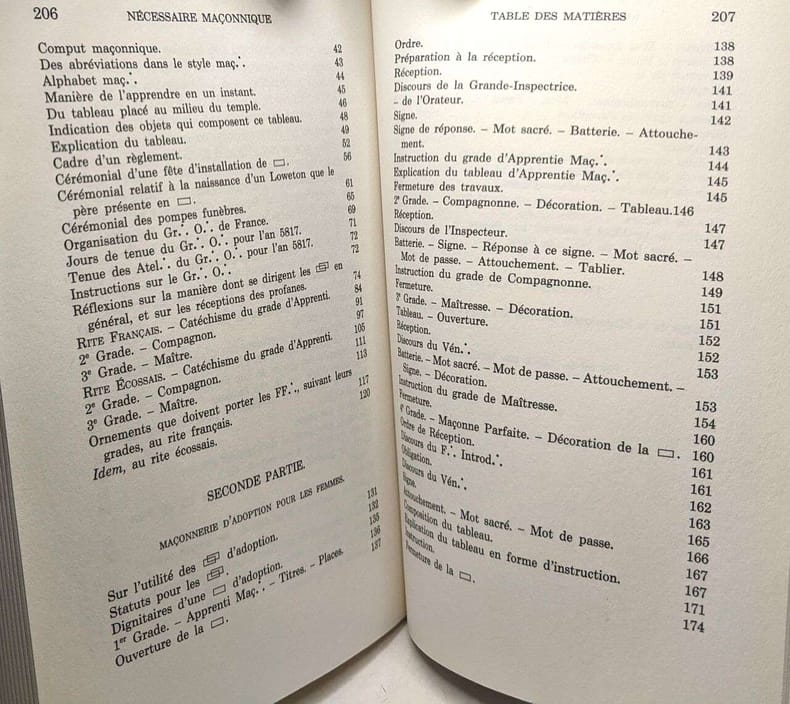 206 NÉCESSAIRE MAÇONNIQUE
Comput maçonnique. 42
Des abréviations dans le style maç∴. 43
Alphabet maç∴. 44
Manière de l'apprendre en un instant. 45
Du tableau placé au milieu du temple. 46
Indication des objets qui composent ce tableau. 48
Explication du tableau. 49
Cadre d'un règlement. 52
Cérémonial d'une fête d'installation de ▭. 56
Cérémonial relatif à la naissance d'un Loweton que le
père présente en ▭. 61
Cérémonial des pompes funèbres. 65
Organisation du Gr∴ O∴ de France. 69
Jours de tenue du Gr∴ O∴ pour l'an 5817. 71
Tenue des Atel∴ du Gr∴ O∴ pour l'an 5817. 72
Instructions sur le Gr∴ O∴ 72
Réflexions sur la manière dont se dirigent les en
général, et sur les réceptions des profanes. 74
RITE FRANÇAIS. – Catéchisme du grade d'Apprenti. 84
2e Grade. – Compagnon. 91
3e Grade. – Maître. 97
RITE ÉCOSSAIS. – Catéchisme du grade d'Apprenti. 105
2e Grade. – Compagnon. 111
3e Grade. – Maître. 113
Ornements que doivent porter les FF∴, suivant leurs
grades, au rite français. 117
Idem, au rite écossais. 120
SECONDE PARTIE.
MAÇONNERIE D'ADOPTION POUR LES FEMMES.
Sur l'utilité des d'adoption. 131
Statuts pour les . 132
Dignitaires d'une ▭ d'adoption. 135
1er Grade. – Apprenti Maç. . – Titres. – Places. 136
Ouverture de la ▭. 137
TABLE DES MATIÈRES 207
Ordre. 138
Préparation à la réception. 138
Réception. 139
Discours de la Grande-Inspectrice. 141
– de l'Orateur. 141
Signe. 142
Signe de réponse. – Mot sacré. – Batterie. – Attouche-
ment. 143
Instruction du grade d'Apprentie Maç∴. 144
Explication du tableau d'Apprentie Maç∴. 145
Fermeture des travaux. 145
2e Grade. – Compagnonne. – Décoration. – Tableau.146
Réception. 147
Discours de l'Inspecteur. 147
Batterie. – Signe. – Réponse à ce signe. – Mot sacré. –
Mot de passe. – Attouchement. – Tablier. 148
Instruction du grade de Compagnonne. 149
Fermeture. 151
3e Grade. – Maîtresse. – Décoration. 151
Tableau. – Ouverture. 152
Réception. 152
Discours du Vén∴. 153
Batterie. – Mot sacré. – Mot de passe. – Attouchement. –
Signe. – Décoration. 153
Instruction du grade de Maîtresse. 154
Fermeture. 160
4e Grade. – Maçonne Parfaite. – Décoration de la ▭. 160
Ordre de Réception. 161
Discours du F∴ Introd∴. 161
Obligation. 162
Discours du Vén∴. 163
Signe. 165
Attouchement. – Mot sacré. – Mot de passe. 166
Composition du tableau. 167
Explication du tableau en forme d'instruction. 167
Instruction. 171
Fermeture de la ▭. 174